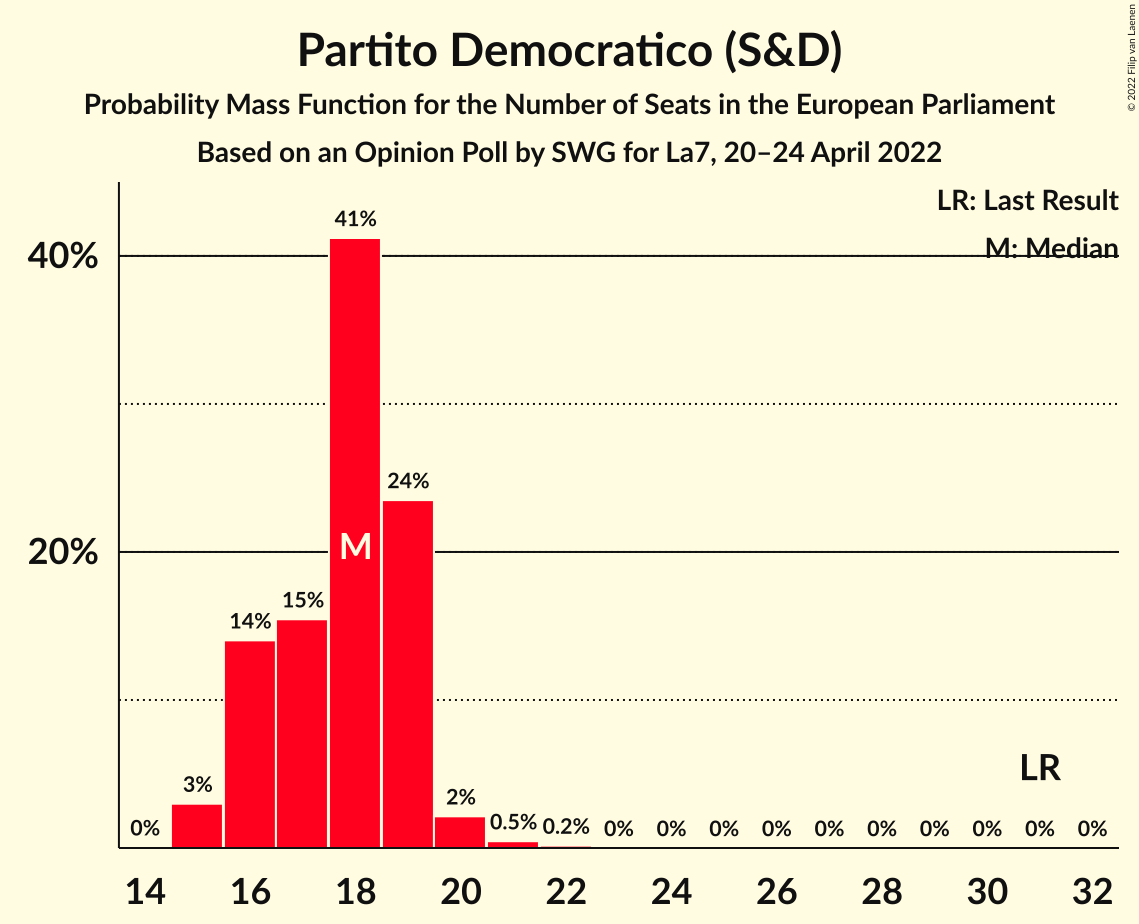 Partito Democratico (S&D)
Probability Mass Function for the Number of Seats in the European Parliament
Based on an Opinion Poll by SWG for La7, 20–24 April 2022
© 2022 Filip van Laenen
LR: Last Result
M: Median
40%
20%
41%
24%
M
15%
14%
3%
2%
LR
0% 0.5% 0.2% 0% 0% 0% 0% 0% 0% 0% 0% 0% 0%
14 16 18 20 22 24 26 28 30 32